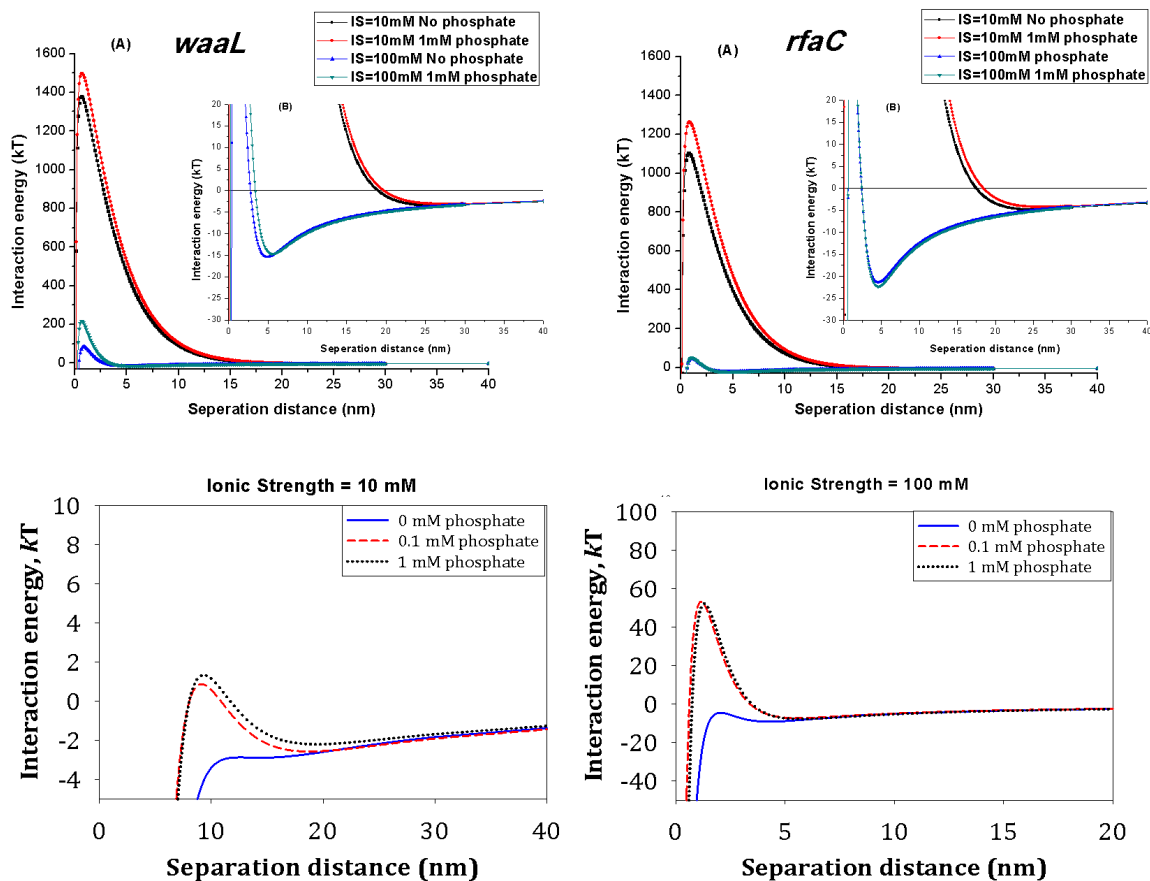 (A)
waaL
IS=10mM No phosphate
IS=10mM 1mM phosphate
IS=100mM No phosphate
IS=100mM 1mM phosphate
Interaction energy (kT)
1600
1400
1200
1000
800
600
400
200
0
0 5 10 15 20 25 30 35 40
Seperation distance (nm)
(B)
Interaction energy (kT)
20
15
10
5
0
-5
-10
-15
-20
-25
-30
0 5 10 15 20 25 30 35 40
Seperation distance (nm)
(A)
rfaC
IS=10mM No phosphate
IS=10mM 1mM phosphate
IS=100mM phosphate
IS=100mM 1mM phosphate
Interaction energy (kT)
1600
1400
1200
1000
800
600
400
200
0
0 5 10 15 20 25 30 35 40
Seperation distance (nm)
(B)
Interaction energy (kT)
20
15
10
5
0
-5
-10
-15
-20
-25
-30
0 5 10 15 20 25 30 35 40
Seperation distance (nm)
Ionic Strength = 10 mM
0 mM phosphate
0.1 mM phosphate
1 mM phosphate
Interaction energy, kT
10
8
6
4
2
0
-2
-4
0 10 20 30 40
Separation distance (nm)
Ionic Strength = 100 mM
0 mM phosphate
0.1 mM phosphate
1 mM phosphate
Interaction energy, kT
100
80
60
40
20
0
-20
-40
0 5 10 15 20
Separation distance (nm)